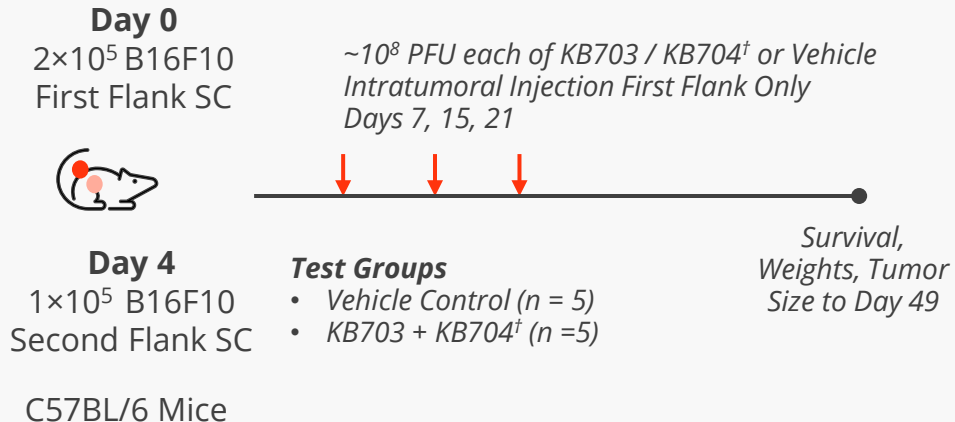 Day 0
2×10⁵ B16F10
First Flank SC
~10⁸ PFU each of KB703 / KB704† or Vehicle
Intratumoral Injection First Flank Only
Days 7, 15, 21
Day 4
1×10⁵ B16F10
Second Flank SC
C57BL/6 Mice
Test Groups
• Vehicle Control (n = 5)
• KB703 + KB704† (n =5)
Survival,
Weights, Tumor
Size to Day 49